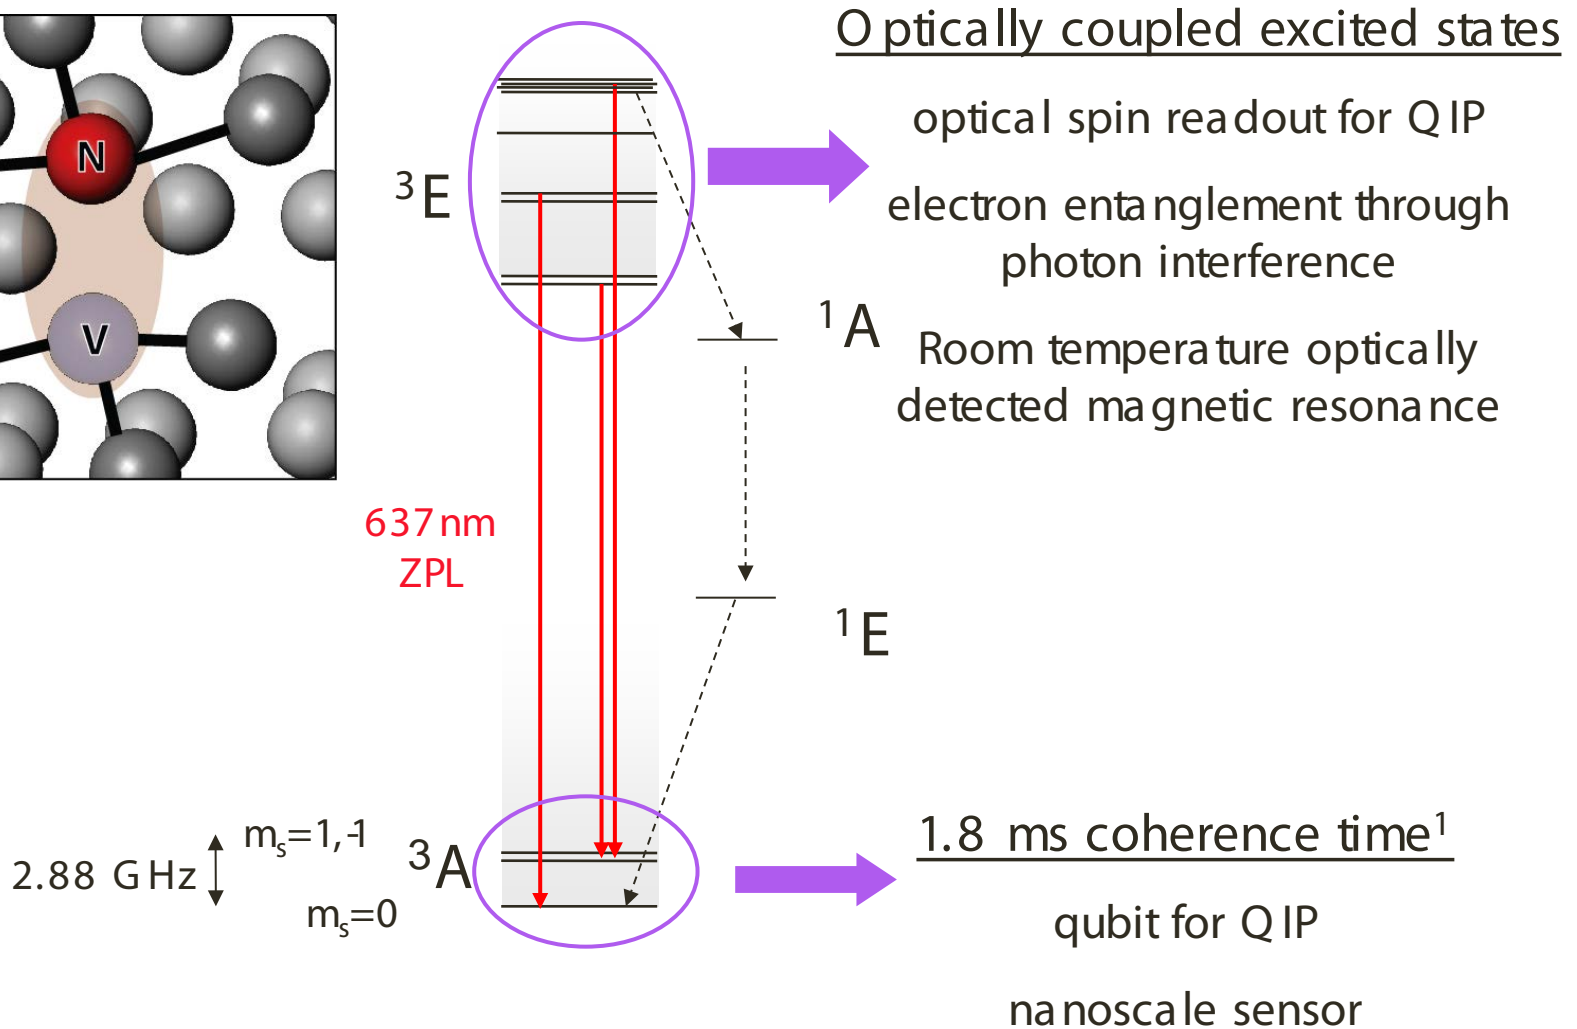 Optically coupled excited states
optical spin readout for QIP
electron entanglement through
photon interference
Room temperature optically
detected magnetic resonance
N
V
³E
¹A
637nm
ZPL
¹E
2.88 GHz
mₛ=1,-1
mₛ=0
³A
1.8 ms coherence time¹
qubit for QIP
nanoscale sensor